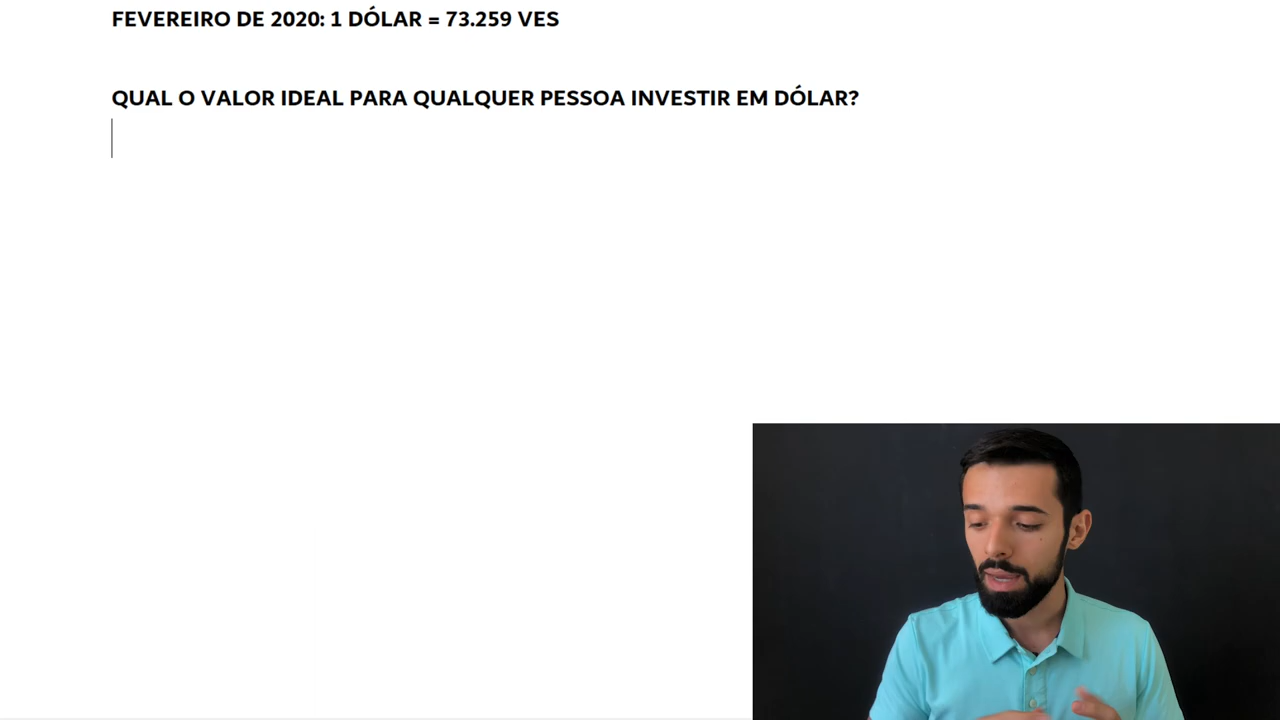 FEVEREIRO DE 2020: 1 DÓLAR = 73.259 VES
QUAL O VALOR IDEAL PARA QUALQUER PESSOA INVESTIR EM DÓLAR?